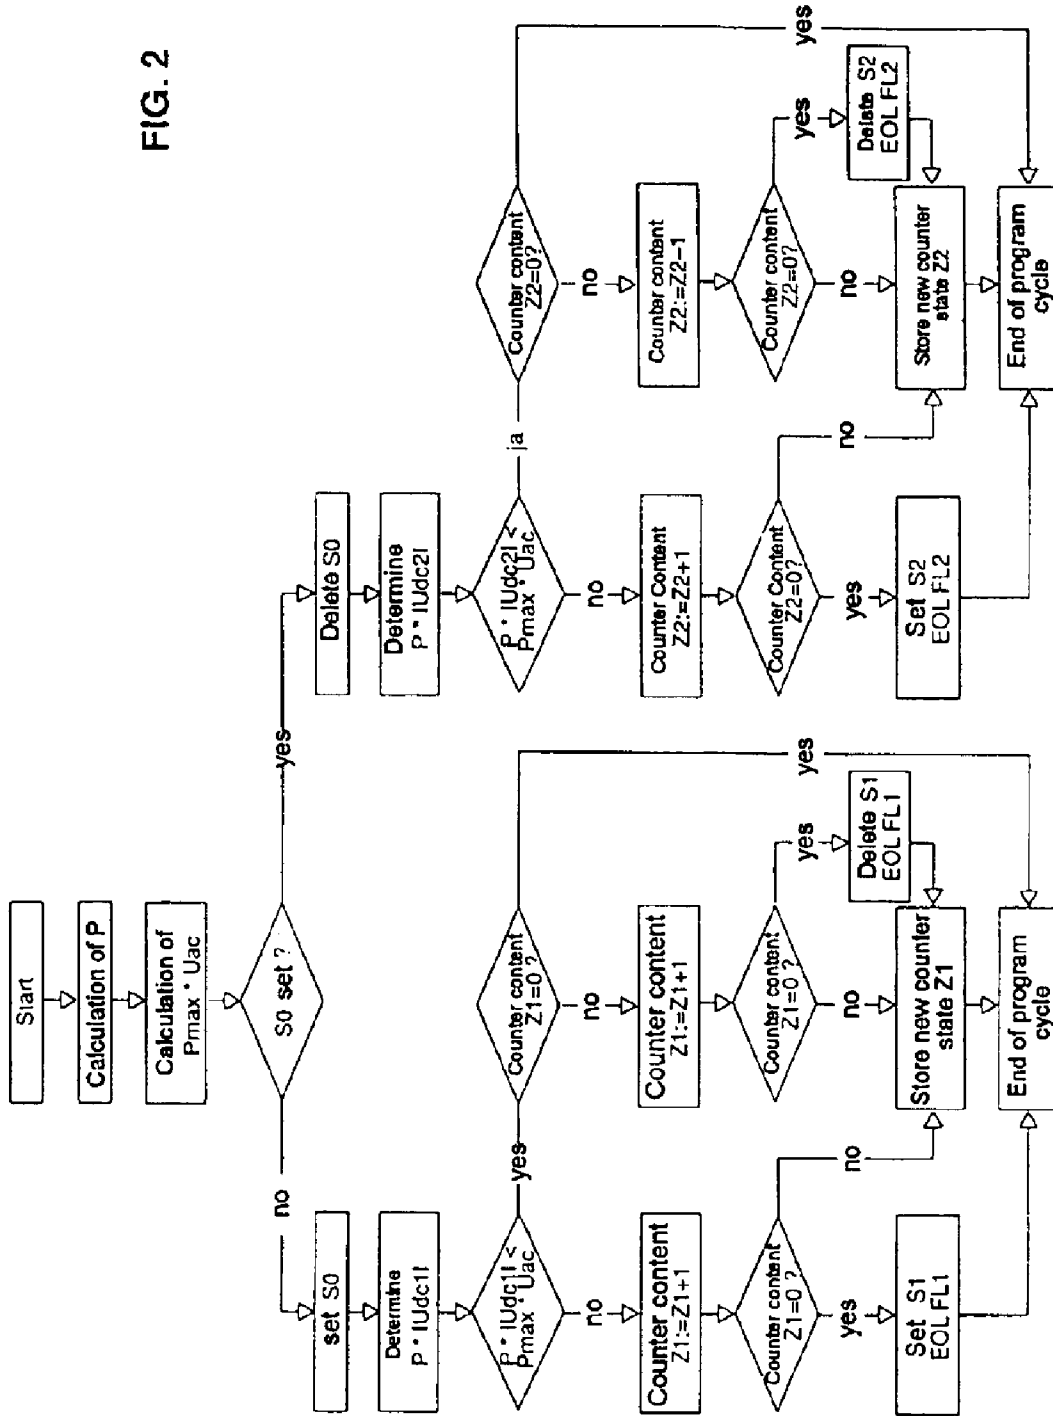 FIG. 2
Start
Calculation of P
Calculation of
Pmax * Uac
S0 set ?
no
yes
set S0
Determine
P * |Udc1|
P * |Udc1| <
Pmax * Uac
yes
no
Counter content
Z1:=Z1+1
Counter content
Z1=0 ?
no
yes
Set S1
EOL FL1
Counter content
Z1=0 ?
yes
no
Counter content
Z1:=Z1+1
Counter content
Z1=0 ?
yes
no
Delete S1
EOL FL1
Store new counter
state Z1
End of program
cycle
Delete S0
Determine
P * |Udc2|
P * |Udc2| <
Pmax * Uac
ja
no
Counter Content
Z2:=Z2+1
Counter Content
Z2=0?
no
yes
Set S2
EOL FL2
Counter content
Z2=0?
yes
no
Counter content
Z2:=Z2-1
Counter content
Z2=0?
yes
no
Delete S2
EOL FL2
Store new counter
state Z2
End of program
cycle